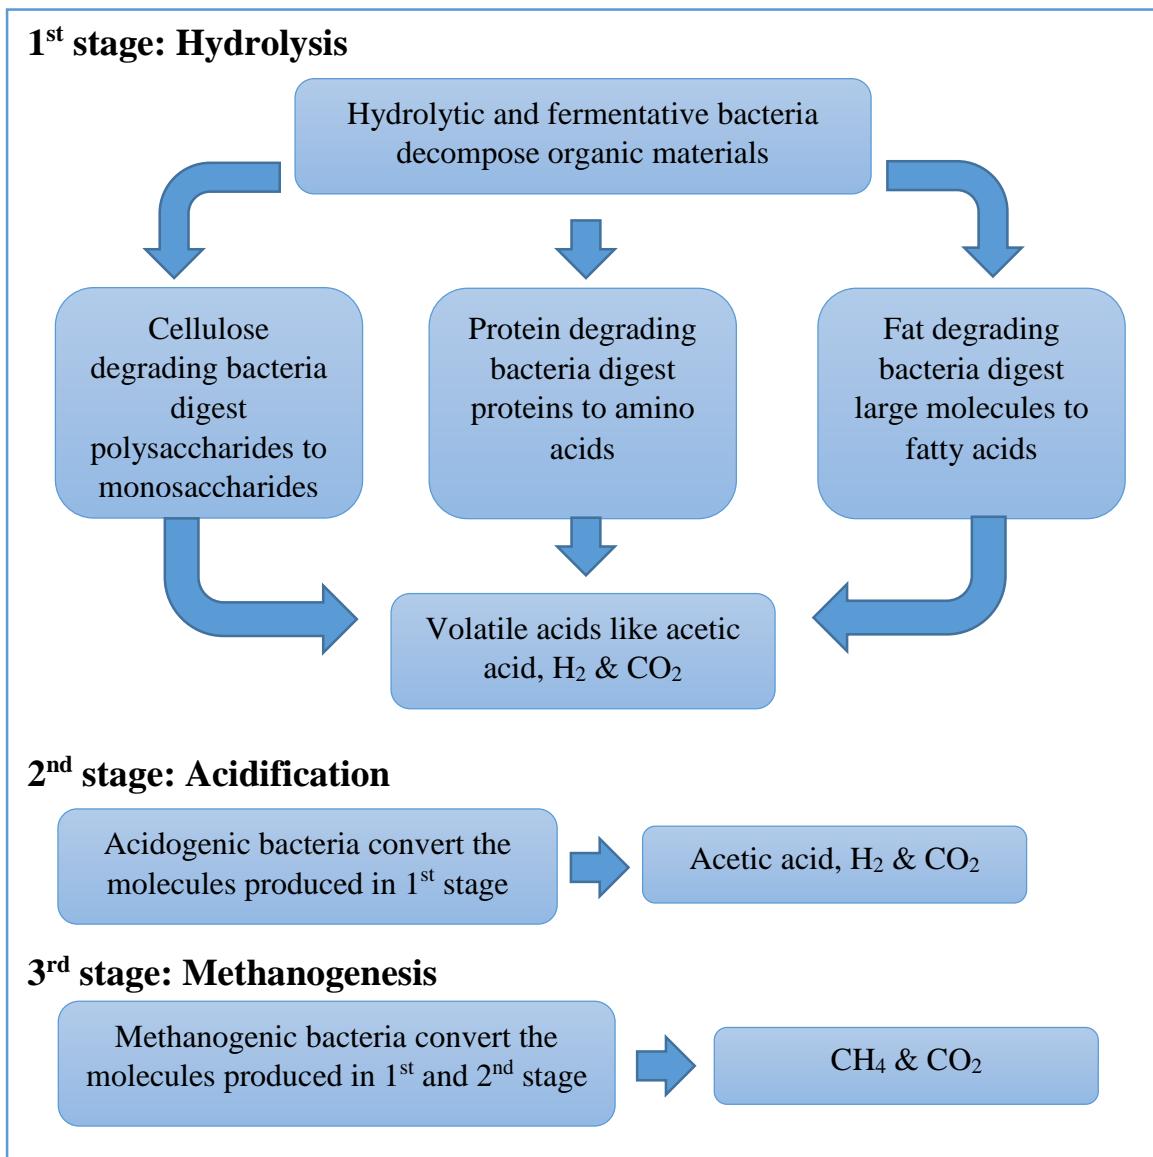 1st stage: Hydrolysis
Hydrolytic and fermentative bacteria
decompose organic materials
Cellulose
degrading bacteria
digest
polysaccharides to
monosaccharides
Protein degrading
bacteria digest
proteins to amino
acids
Fat degrading
bacteria digest
large molecules to
fatty acids
Volatile acids like acetic
acid, H₂ & CO₂
2nd stage: Acidification
Acidogenic bacteria convert the
molecules produced in 1st stage
Acetic acid, H₂ & CO₂
3rd stage: Methanogenesis
Methanogenic bacteria convert the
molecules produced in 1st and 2nd stage
CH₄ & CO₂